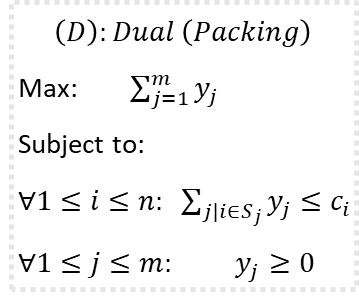 (D): Dual (Packing)
Max: ∑_{j=1}^{m} y_j
Subject to:
∀1 ≤ i ≤ n: ∑_{j|i∈S_j} y_j ≤ c_i
∀1 ≤ j ≤ m: y_j ≥ 0